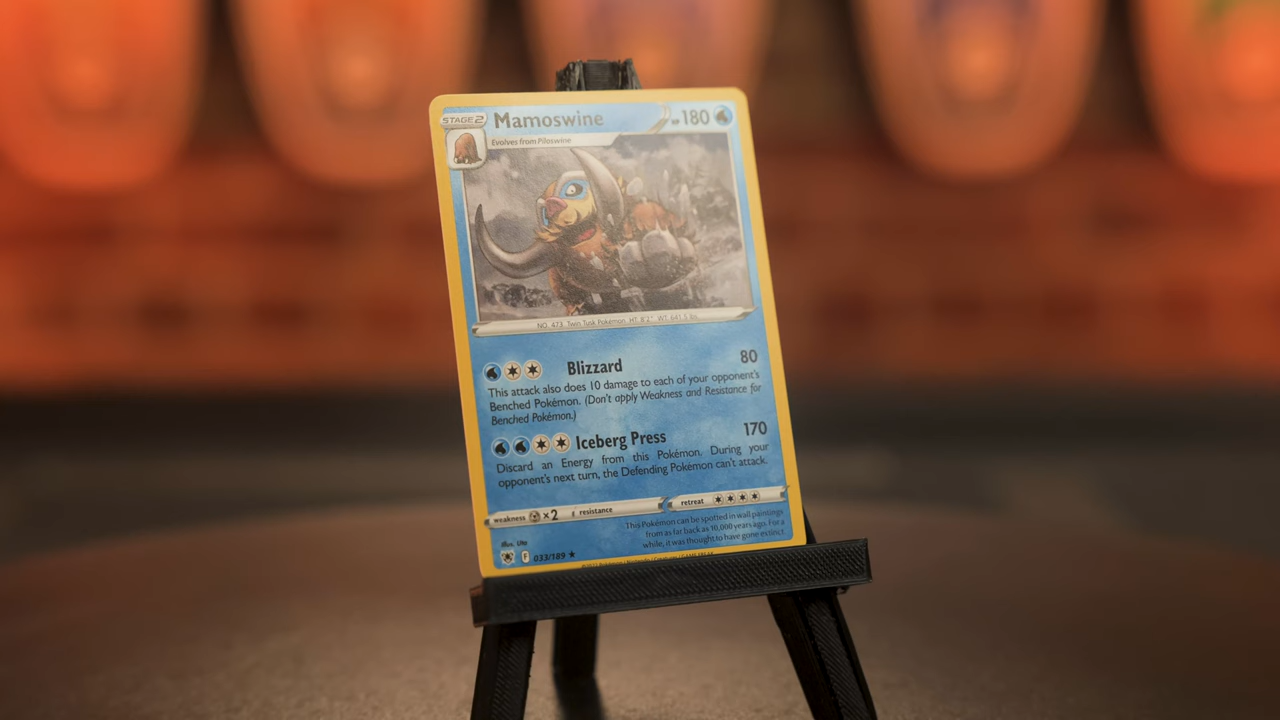 STAGE 2 Mamoswine HP 180
Evolves from Piloswine
NO. 473 Twin Tusk Pokémon HT: 8'2" WT: 641.5 lbs.
Blizzard 80
This attack also does 10 damage to each of your opponent's
Benched Pokémon. (Don't apply Weakness and Resistance for
Benched Pokémon.)
Iceberg Press 170
Discard an Energy from this Pokémon. During your
opponent's next turn, the Defending Pokémon can't attack.
weakness ×2 resistance retreat
This Pokémon can be spotted in wall paintings
from as far back as 10,000 years ago. For a
while, it was thought to have gone extinct.
illus. Uta
F 033/189 ★